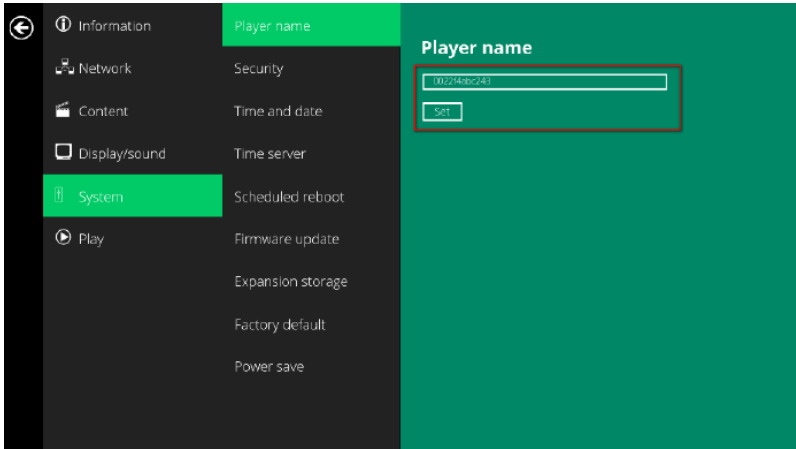 Information
Network
Content
Display/sound
System
Play
Player name
Security
Time and date
Time server
Scheduled reboot
Firmware update
Expansion storage
Factory default
Power save
Player name
0022f4abc243
Set